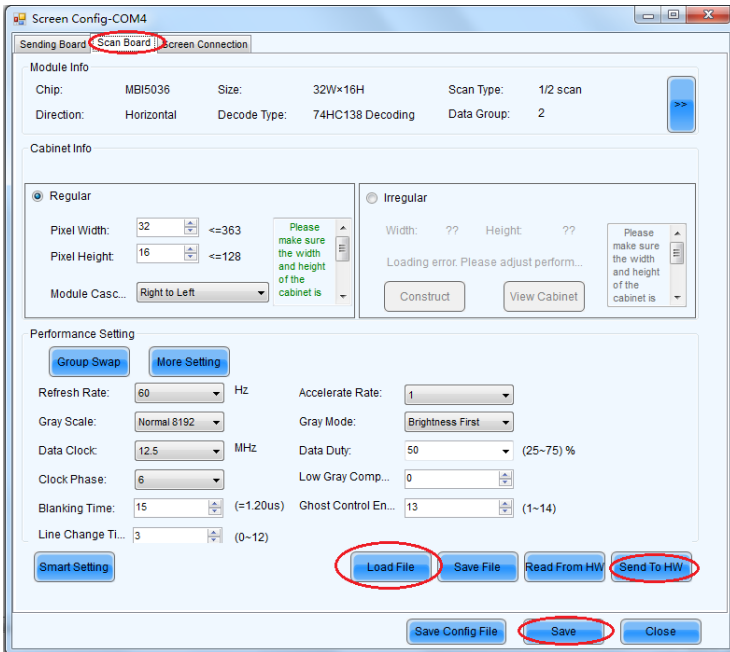 Screen Config-COM4
Sending Board Scan Board Screen Connection
Module Info
Chip: MBI5036 Size: 32W×16H Scan Type: 1/2 scan
Direction: Horizontal Decode Type: 74HC138 Decoding Data Group: 2
>>
Cabinet Info
Regular
Pixel Width: 32 <=363
Pixel Height: 16 <=128
Module Casc... Right to Left
Please
make sure
the width
and height
of the
cabinet is
Irregular
Width: ?? Height: ??
Loading error. Please adjust perform...
Construct View Cabinet
Please
make sure
the width
and height
of the
cabinet is
Performance Setting
Group Swap More Setting
Refresh Rate: 60 Hz Accelerate Rate: 1
Gray Scale: Normal 8192 Gray Mode: Brightness First
Data Clock: 12.5 MHz Data Duty: 50 (25~75) %
Clock Phase: 6 Low Gray Comp... 0
Blanking Time: 15 (=1.20us) Ghost Control En... 13 (1~14)
Line Change Ti... 3 (0~12)
Smart Setting Load File Save File Read From HW Send To HW
Save Config File Save Close